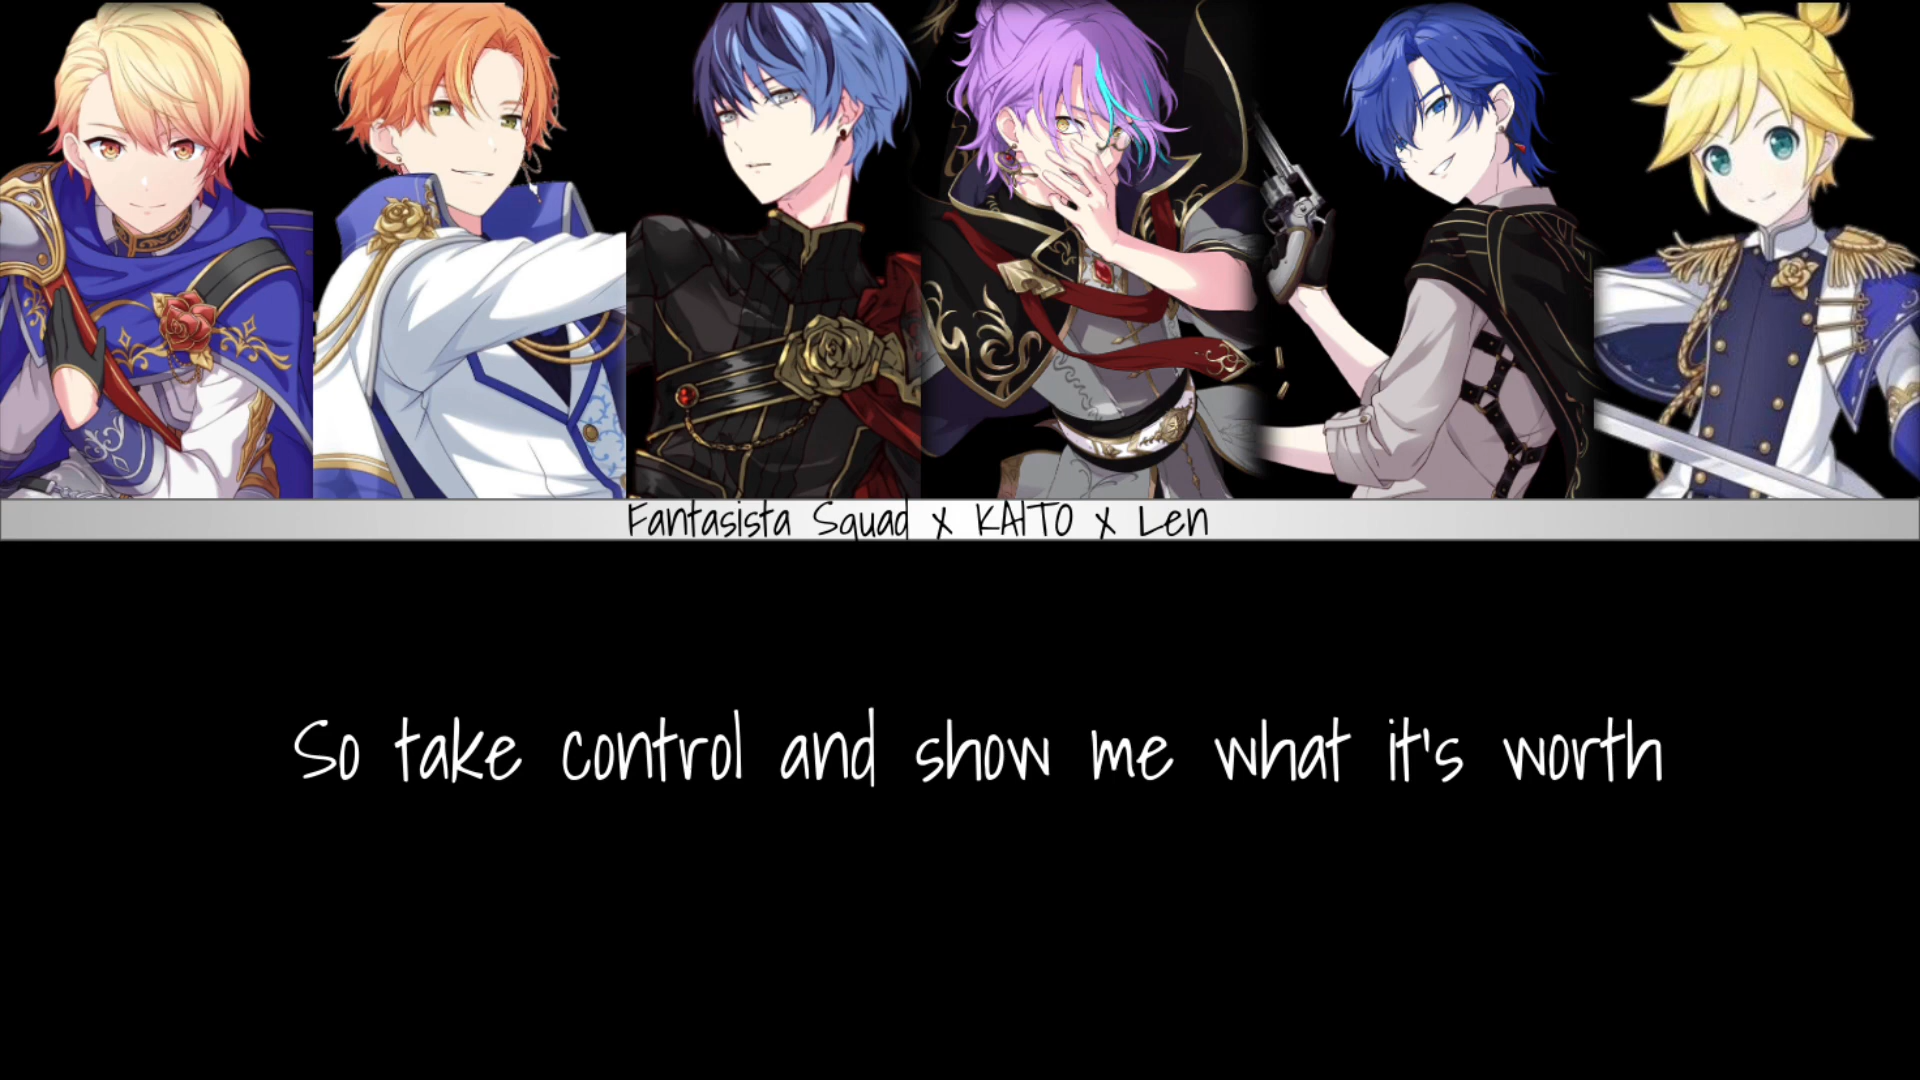 Fantasista Squad x KAITO x Len
So take control and show me what it's worth